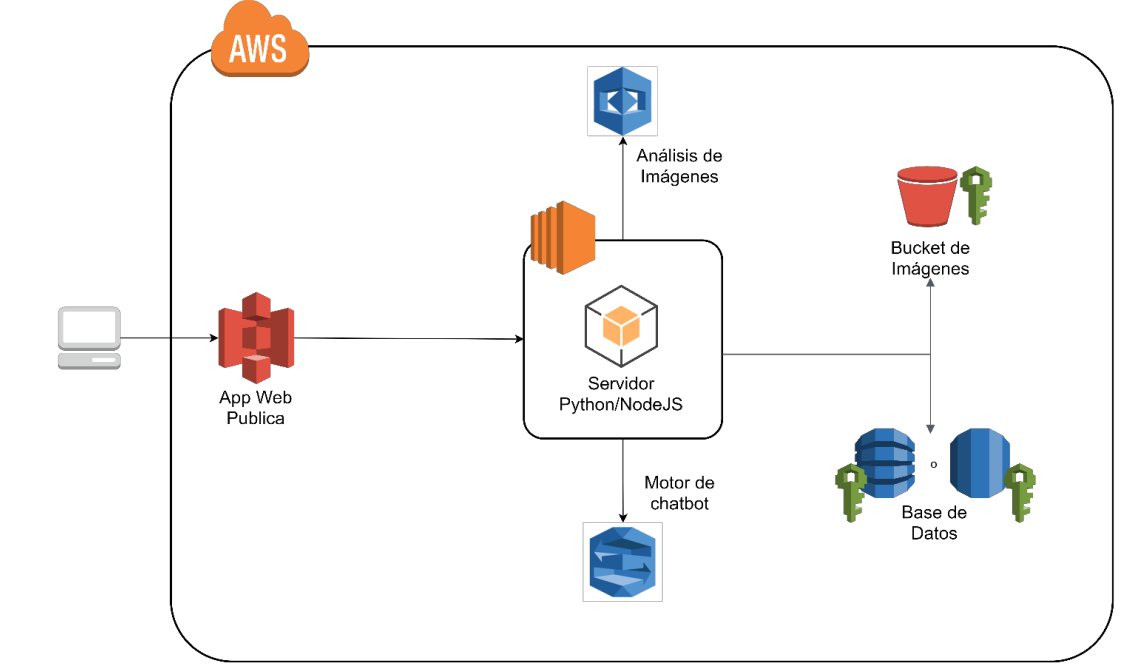 AWS
Análisis de
Imágenes
Bucket de
Imágenes
App Web
Publica
Servidor
Python/NodeJS
Motor de
chatbot
o
Base de
Datos